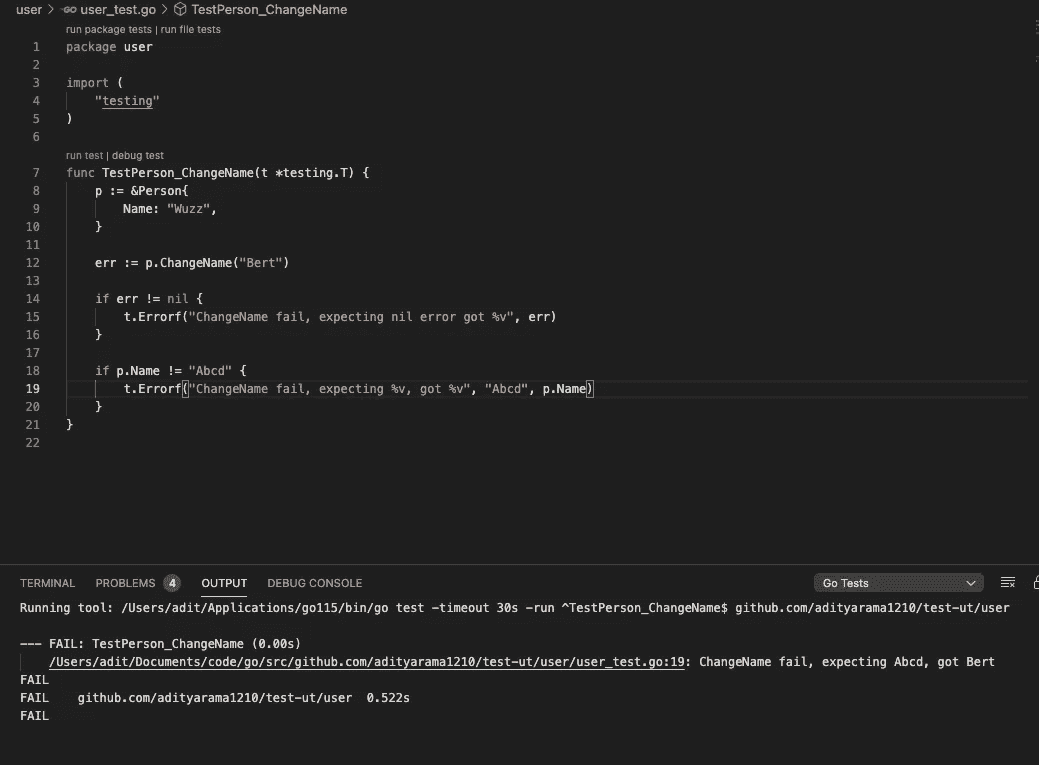 user > GO user_test.go > TestPerson_ChangeName
run package tests | run file tests
1 package user
2
3 import (
4 "testing"
5 )
6
run test | debug test
7 func TestPerson_ChangeName(t *testing.T) {
8 p := &Person{
9 Name: "Wuzz",
10 }
11
12 err := p.ChangeName("Bert")
13
14 if err != nil {
15 t.Errorf("ChangeName fail, expecting nil error got %v", err)
16 }
17
18 if p.Name != "Abcd" {
19 t.Errorf("ChangeName fail, expecting %v, got %v", "Abcd", p.Name)
20 }
21 }
22
TERMINAL PROBLEMS 4 OUTPUT DEBUG CONSOLE Go Tests
Running tool: /Users/adit/Applications/go115/bin/go test -timeout 30s -run ^TestPerson_ChangeName$ github.com/adityarama1210/test-ut/user
--- FAIL: TestPerson_ChangeName (0.00s)
/Users/adit/Documents/code/go/src/github.com/adityarama1210/test-ut/user/user_test.go:19: ChangeName fail, expecting Abcd, got Bert
FAIL
FAIL github.com/adityarama1210/test-ut/user 0.522s
FAIL